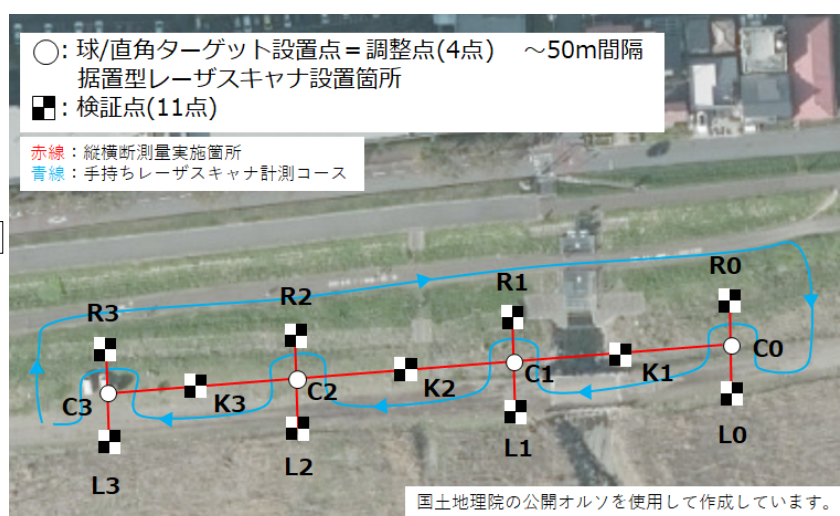 ○：球/直角ターゲット設置点＝調整点(4点)　～50m間隔
据置型レーザスキャナ設置箇所
：検証点(11点)
赤線：縦横断測量実施箇所
青線：手持ちレーザスキャナ計測コース
R0
R1
R2
R3
C0
K1
C1
K2
C2
K3
C3
L0
L1
L2
L3
国土地理院の公開オルソを使用して作成しています。